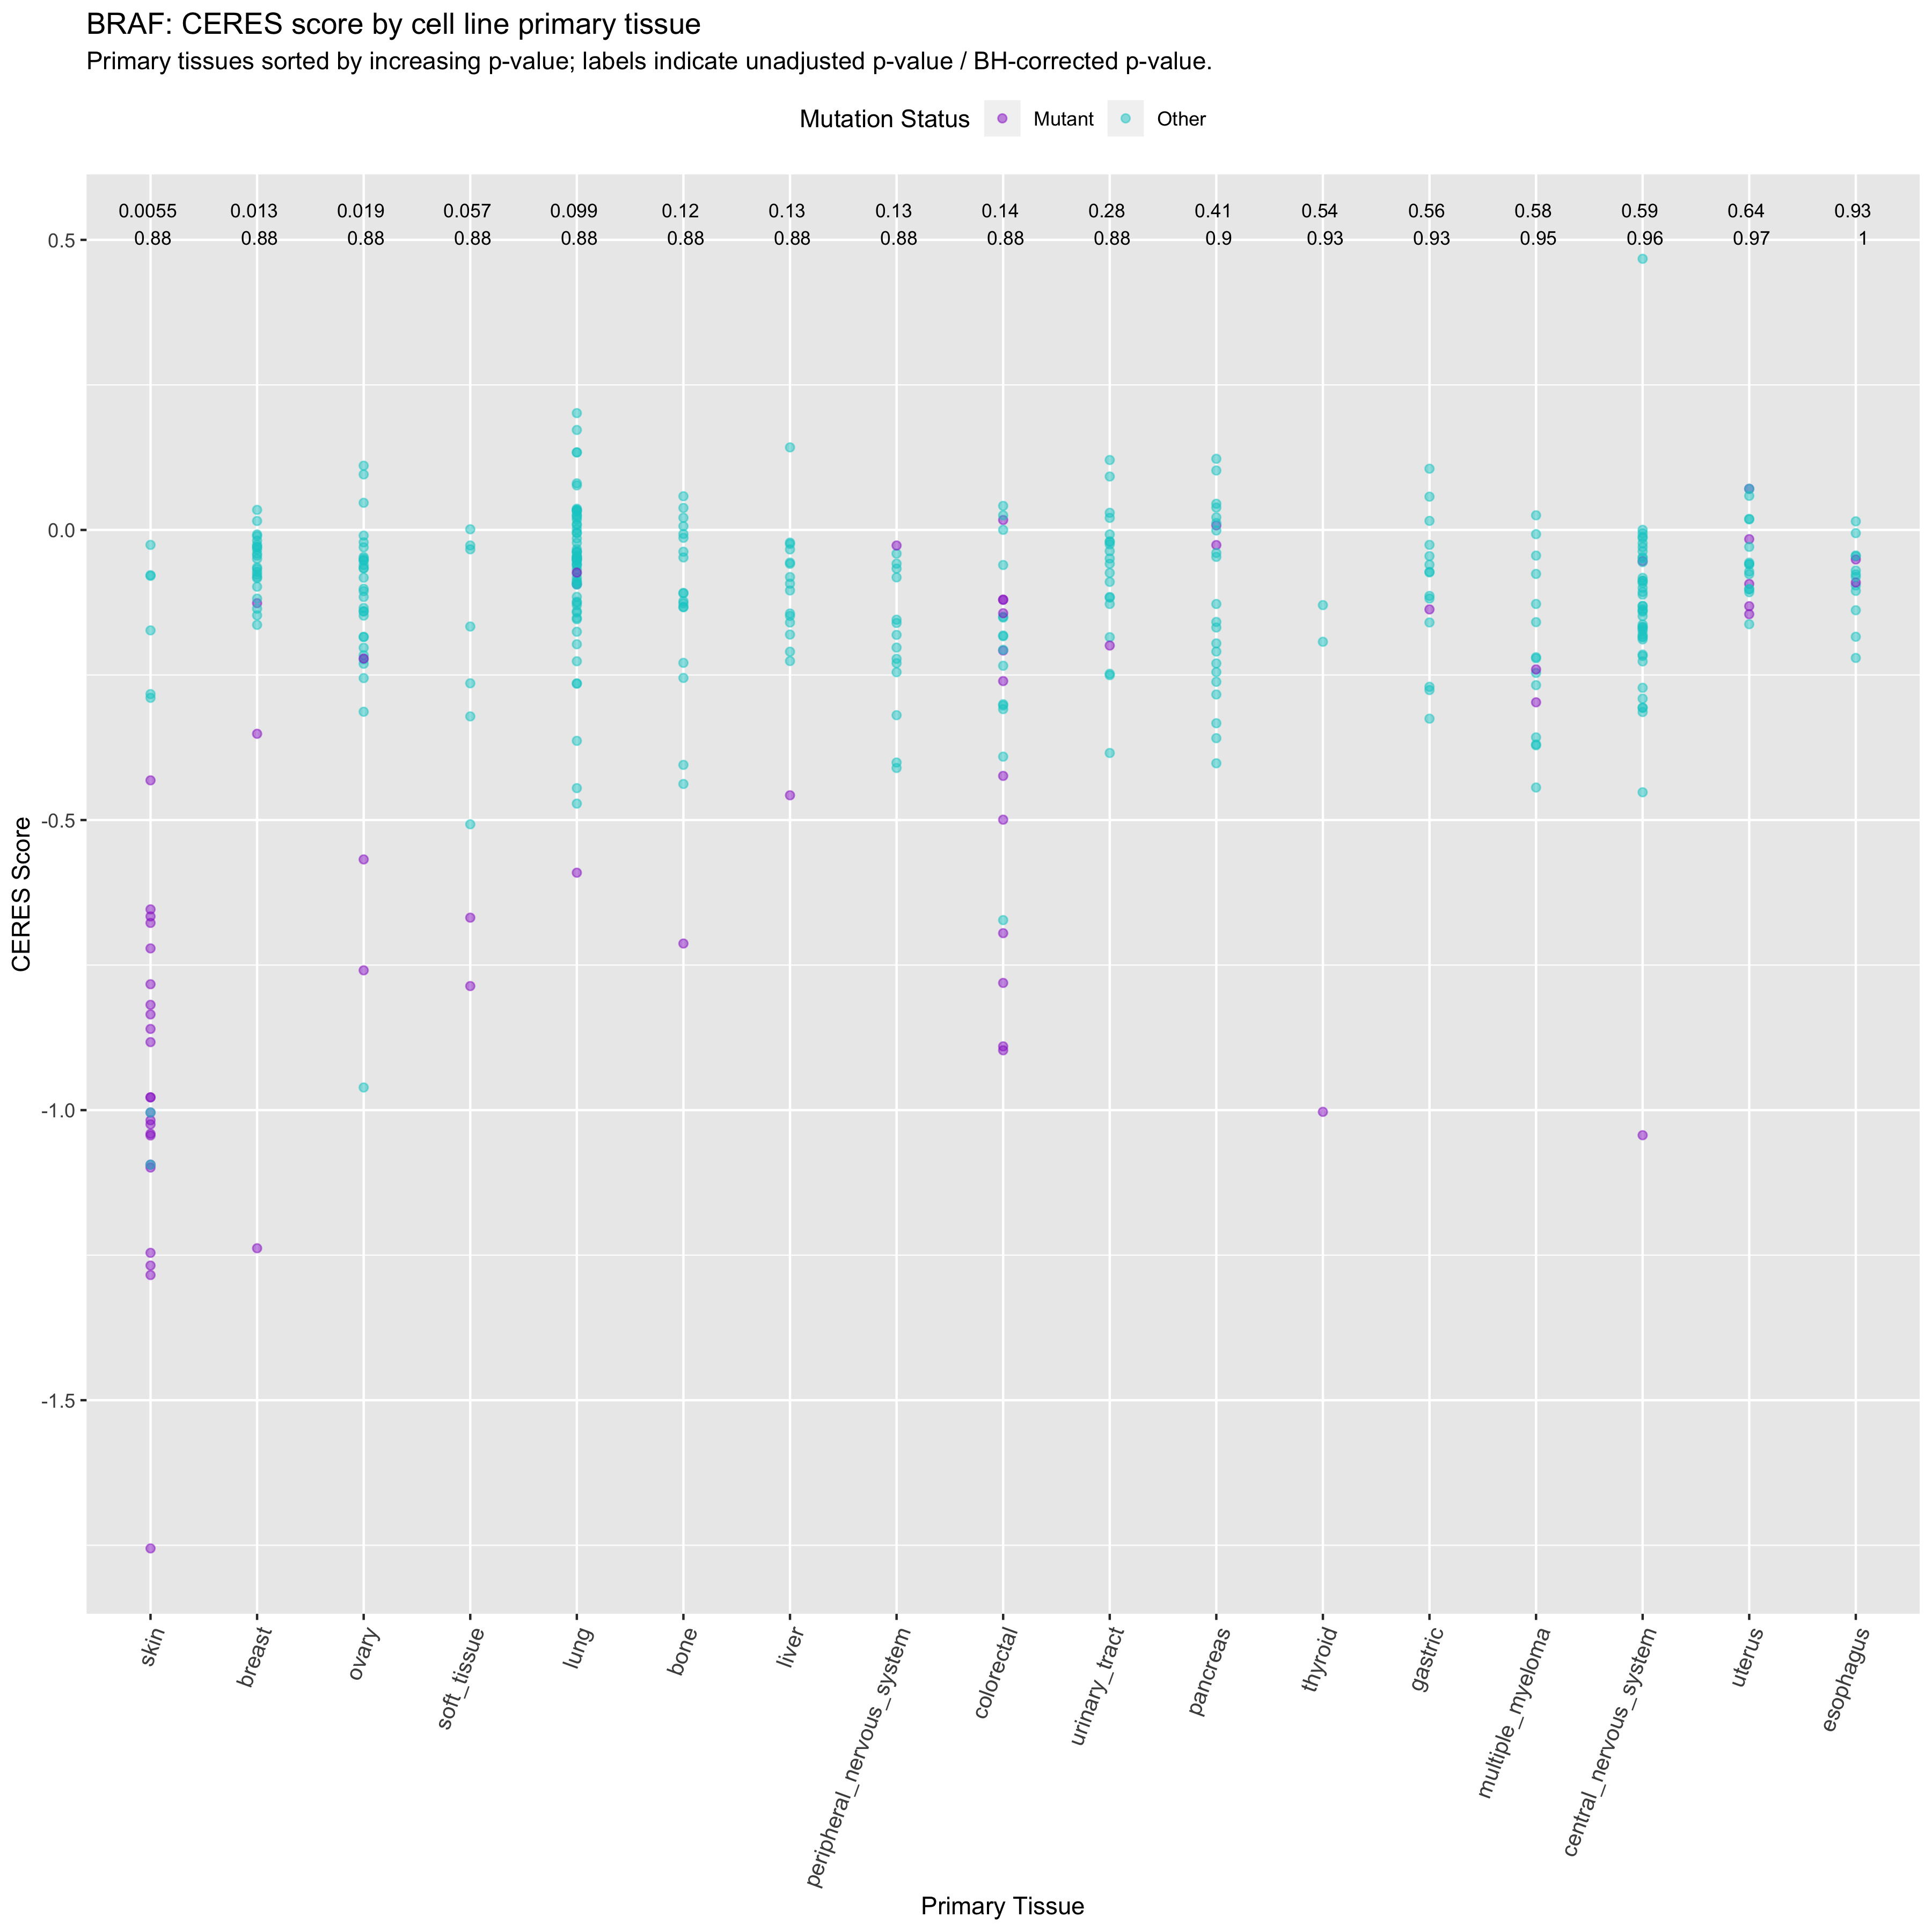 BRAF: CERES score by cell line primary tissue
Primary tissues sorted by increasing p-value; labels indicate unadjusted p-value / BH-corrected p-value.
Mutation Status Mutant Other
0.0055 0.013 0.019 0.057 0.099 0.12 0.13 0.13 0.14 0.28 0.41 0.54 0.56 0.58 0.59 0.64 0.93
0.88 0.88 0.88 0.88 0.88 0.88 0.88 0.88 0.88 0.88 0.9 0.93 0.93 0.95 0.96 0.97 1
0.5
0.0
-0.5
-1.0
-1.5
CERES Score
skin breast ovary soft_tissue lung bone liver peripheral_nervous_system colorectal urinary_tract pancreas thyroid gastric multiple_myeloma central_nervous_system uterus esophagus
Primary Tissue